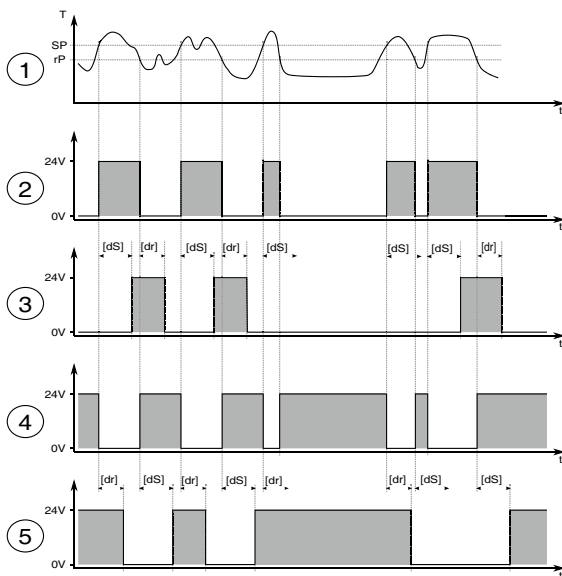 T
SP
rP
1
t
24V
2
0V
t
[dS] [dr] [dS] [dr] [dS] [dS] [dS] [dr]
24V
3
0V
t
24V
4
0V
t
[dr] [dS] [dr] [dS] [dr] [dr] [dS] [dS]
24V
5
0V
t